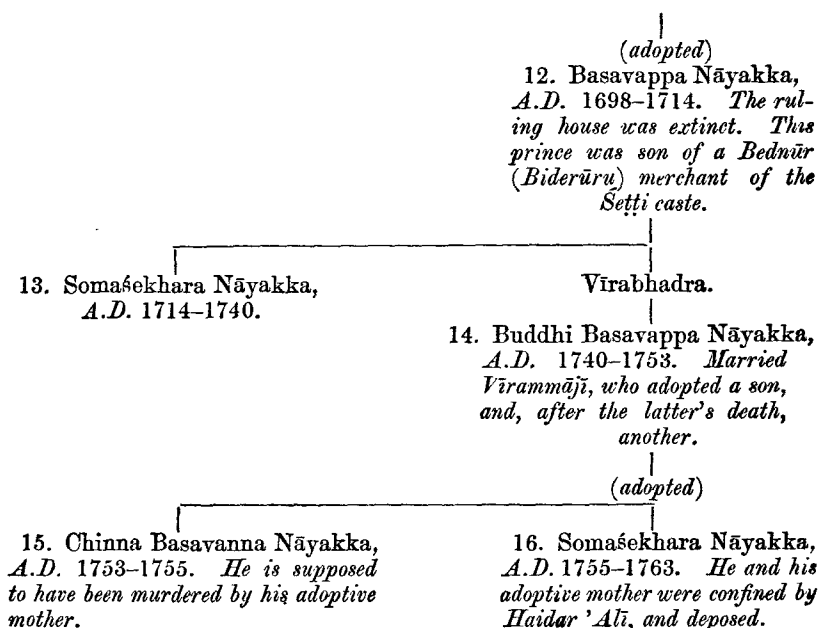 (adopted)
12. Basavappa Nāyakka,
A.D. 1698–1714. The rul-
ing house was extinct. This
prince was son of a Bednūr
(Biderūru) merchant of the
Śeṭṭi caste.
13. Somaśekhara Nāyakka,
A.D. 1714–1740.
Vīrabhadra.
14. Buddhi Basavappa Nāyakka,
A.D. 1740–1753. Married
Vīrammājī, who adopted a son,
and, after the latter's death,
another.
(adopted)
15. Chinna Basavanna Nāyakka,
A.D. 1753–1755. He is supposed
to have been murdered by his adoptive
mother.
16. Somaśekhara Nāyakka,
A.D. 1755–1763. He and his
adoptive mother were confined by
Haidar 'Alī, and deposed.